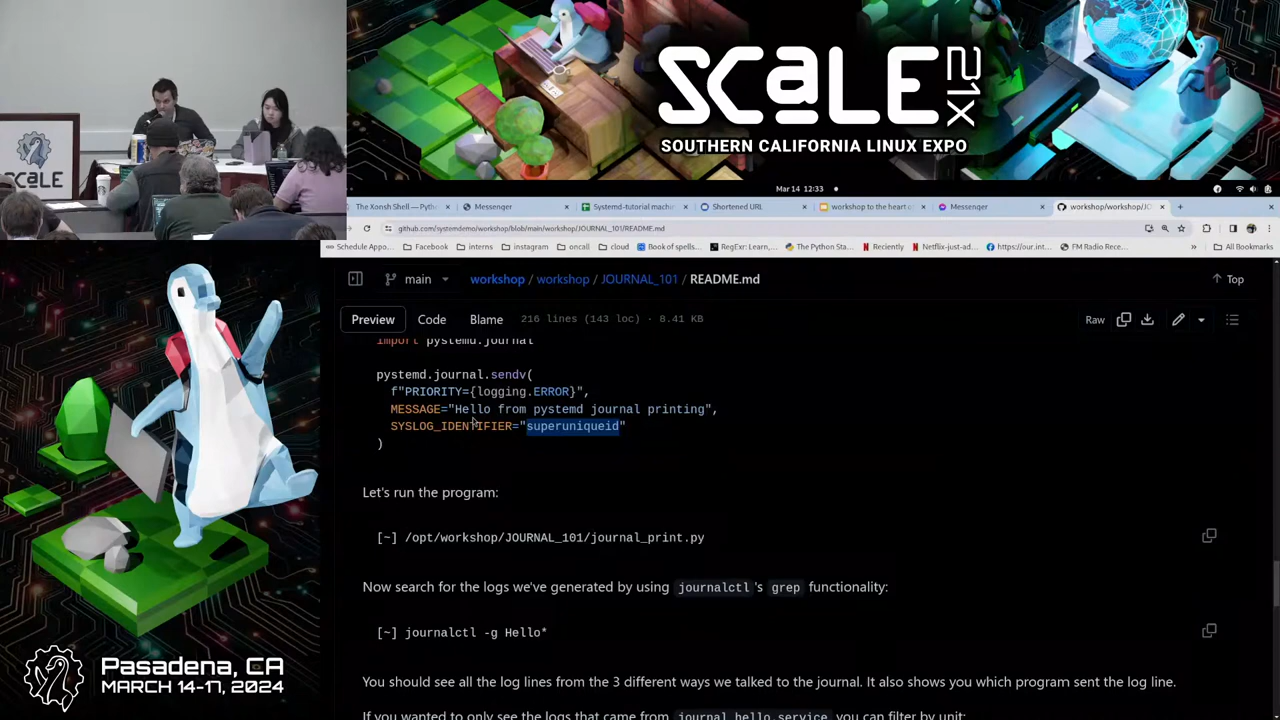 SCALE 21X
SOUTHERN CALIFORNIA LINUX EXPO
SCALE
Mar 14 12:33
The Xonsh Shell — Pyth
Messenger
Systemd-tutorial machi
Shortened URL
workshop to the heart o
Messenger
workshop/workshop/JO
github.com/systemdemo/workshop/blob/main/workshop/JOURNAL_101/README.md
Schedule Appo...
Facebook
interns
instagram
oncall
cloud
Book of spells...
RegExr: Learn,...
The Python Sta...
Reciently
Netflix-just-ad...
https://our.int...
FM Radio Rece...
All Bookmarks
main
workshop / workshop / JOURNAL_101 / README.md
Top
Preview
Code
Blame
216 lines (143 loc) · 8.41 KB
Raw
import pystemd.journal
pystemd.journal.sendv(
f"PRIORITY={logging.ERROR}",
MESSAGE="Hello from pystemd journal printing",
SYSLOG_IDENTIFIER="superuniqueid"
)
Let's run the program:
[~] /opt/workshop/JOURNAL_101/journal_print.py
Now search for the logs we've generated by using journalctl 's grep functionality:
[~] journalctl -g Hello*
You should see all the log lines from the 3 different ways we talked to the journal. It also shows you which program sent the log line.
If you wanted to only see the logs that came from journal_hello.service, you can filter by unit:
Pasadena, CA
MARCH 14-17, 2024